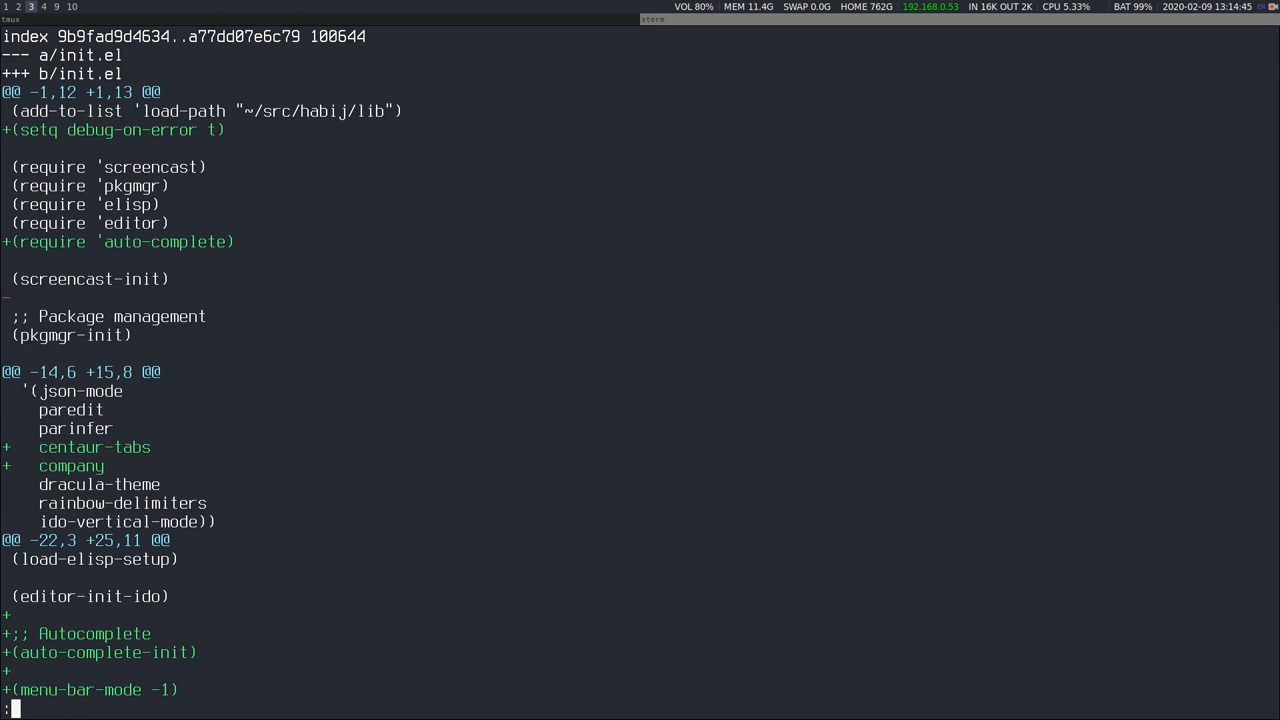 1 2 3 4 9 10 VOL 80% MEM 11.4G SWAP 0.0G HOME 762G 192.168.0.53 IN 16K OUT 2K CPU 5.33% BAT 99% 2020-02-09 13:14:45
tmux xterm
index 9b9fad9d4634..a77dd07e6c79 100644
--- a/init.el
+++ b/init.el
@@ -1,12 +1,13 @@
 (add-to-list 'load-path "~/src/habij/lib")
+(setq debug-on-error t)
 (require 'screencast)
 (require 'pkgmgr)
 (require 'elisp)
 (require 'editor)
+(require 'auto-complete)
 (screencast-init)
-
 ;; Package management
 (pkgmgr-init)
@@ -14,6 +15,8 @@
  '(json-mode
    paredit
    parinfer
+   centaur-tabs
+   company
    dracula-theme
    rainbow-delimiters
    ido-vertical-mode))
@@ -22,3 +25,11 @@
 (load-elisp-setup)
 (editor-init-ido)
+
+;; Autocomplete
+(auto-complete-init)
+
+(menu-bar-mode -1)
: